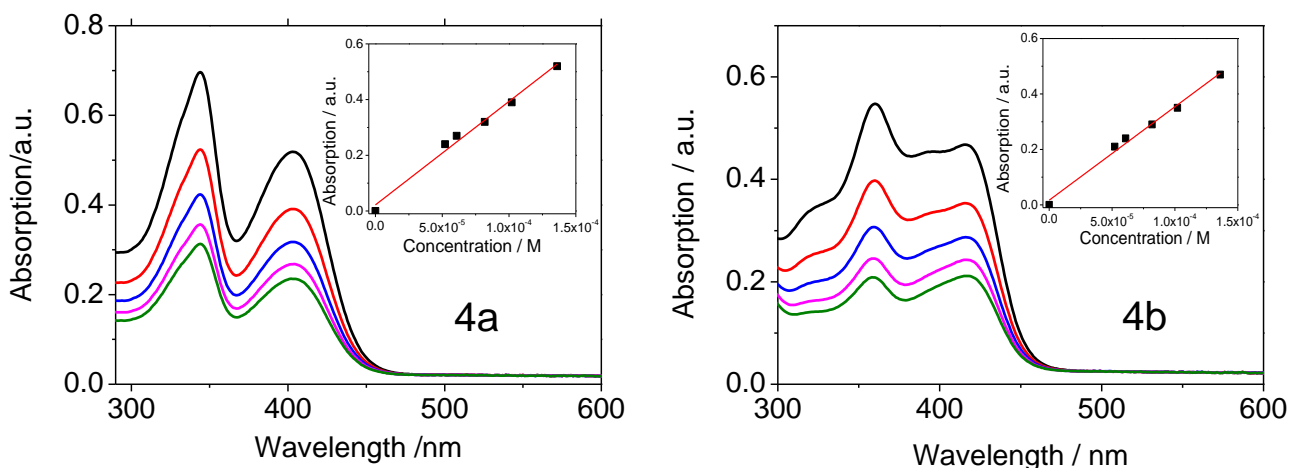 0.8
0.6
0.4
0.2
0.0
300
400
500
600
Absorption/a.u.
Wavelength /nm
4a
0.6
0.4
0.2
0.0
0.0
5.0x10-5
1.0x10-4
1.5x10-4
Absorption / a.u.
Concentration / M
0.6
0.4
0.2
0.0
300
400
500
600
Absorption / a.u.
Wavelength / nm
4b
0.6
0.4
0.2
0.0
0.0
5.0x10-5
1.0x10-4
1.5x10-4
Absorption / a.u.
Concentration / M